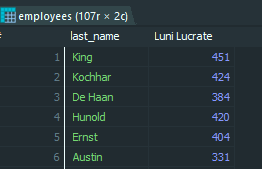 employees (107r × 2c)
# last_name Luni Lucrate
1 King 451
2 Kochhar 424
3 De Haan 384
4 Hunold 420
5 Ernst 404
6 Austin 331